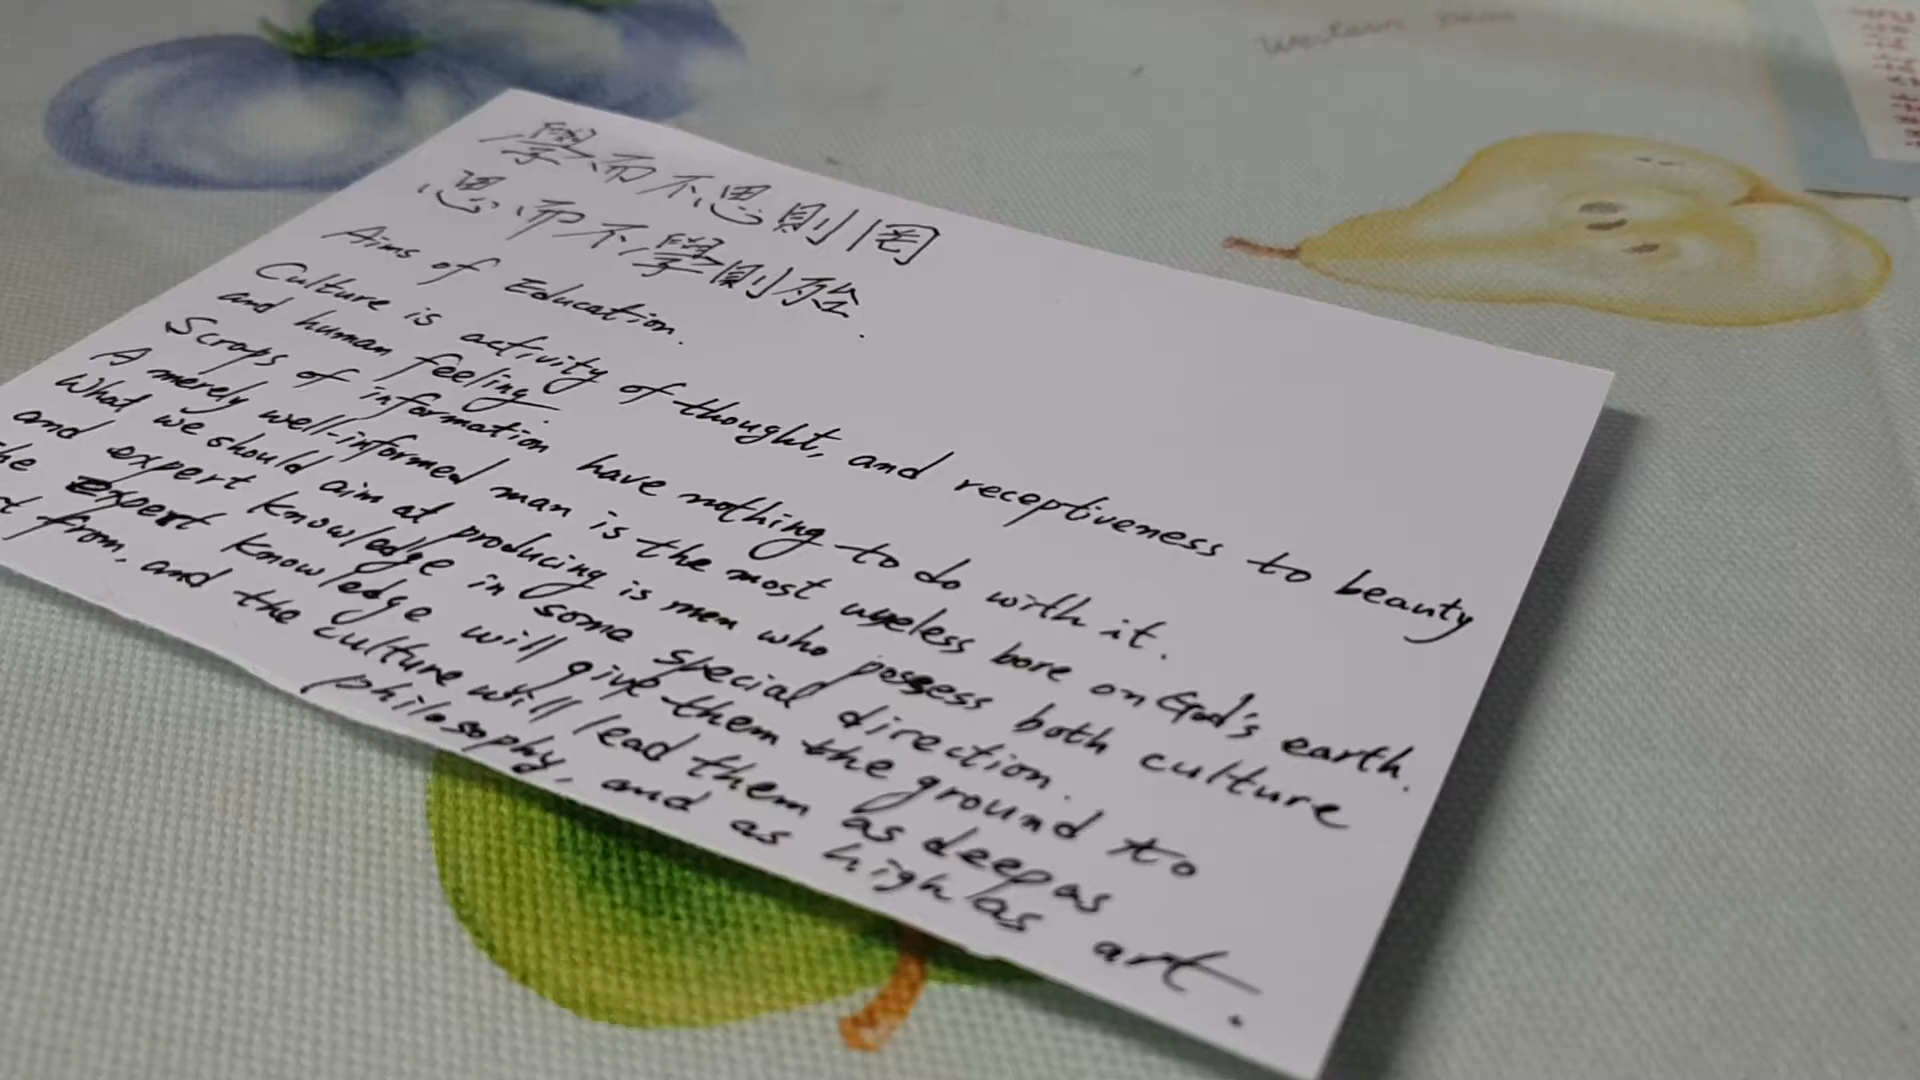 Western pear
學而不思則罔
思而不學則殆.
Aims of Education.
Culture is activity of thought, and receptiveness to beauty
and human feeling.
Scraps of information have nothing to do with it.
A merely well-informed man is the most useless bore on God's earth.
What we should aim at producing is men who possess both culture
and expert knowledge in some special direction.
he Expert knowledge will give them the ground to
t from, and the culture will lead them as deep as
philosophy, and as high as art.